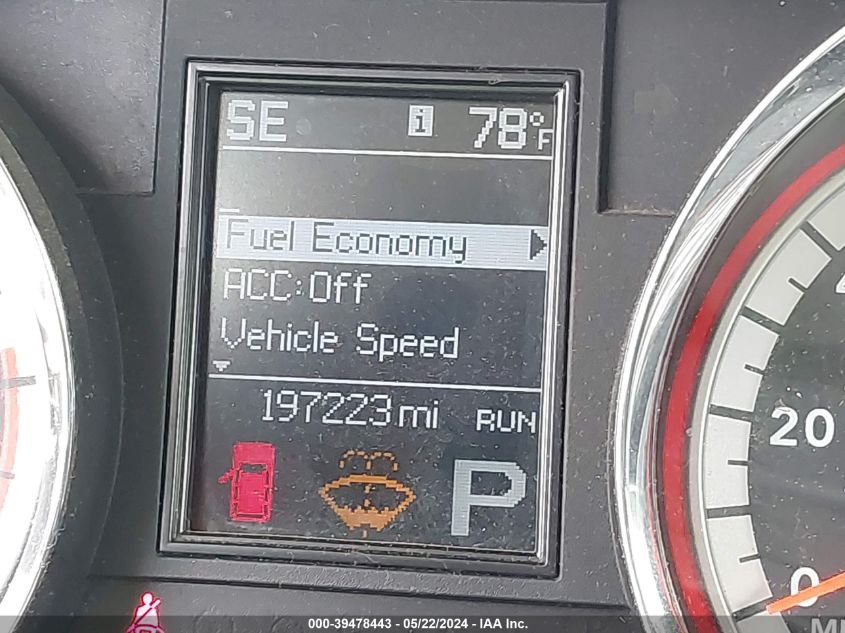 SE i 78°F
Fuel Economy
ACC:Off
Vehicle Speed
197223 mi RUN
P
20
0
000-39478443 - 05/22/2024 - IAA Inc.